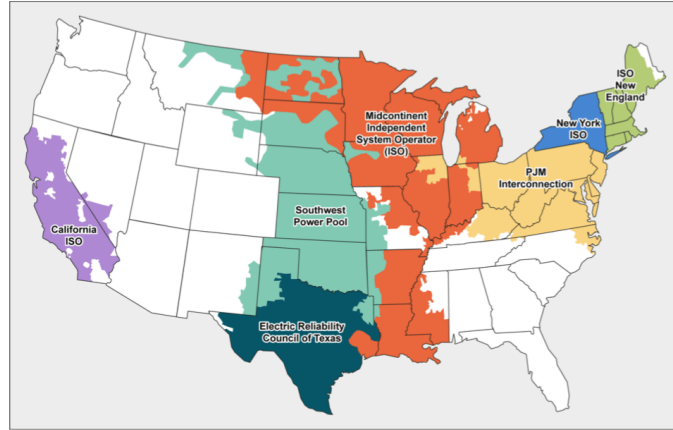 ISO
New
England
New York
ISO
Midcontinent
Independent
System Operator
(ISO)
PJM
Interconnection
Southwest
Power Pool
California
ISO
Electric Reliability
Council of Texas